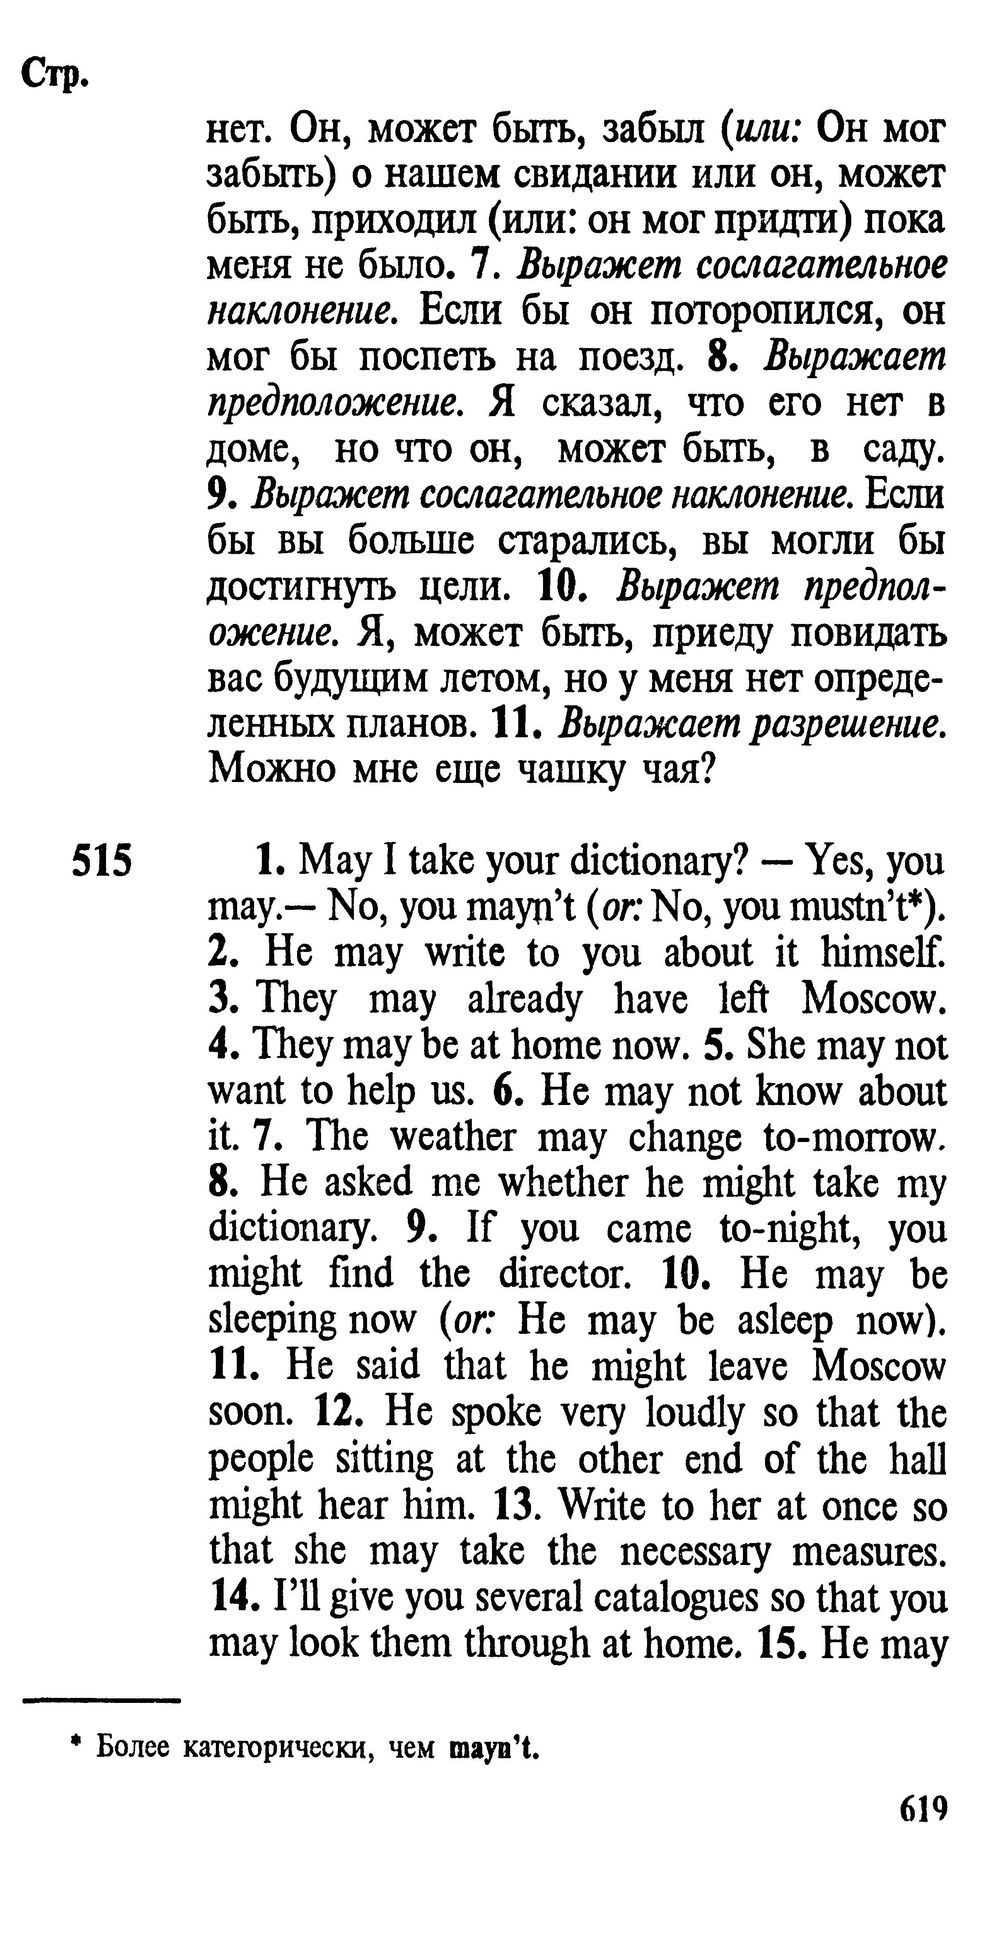 Стр.
нет. Он, может быть, забыл (или: Он мог
забыть) о нашем свидании или он, может
быть, приходил (или: он мог придти) пока
меня не было. 7. Выражет сослагательное
наклонение. Если бы он поторопился, он
мог бы поспеть на поезд. 8. Выражает
предположение. Я сказал, что его нет в
доме, но что он, может быть, в саду.
9. Выражет сослагательное наклонение. Если
бы вы больше старались, вы могли бы
достигнуть цели. 10. Выражет предпол-
ожение. Я, может быть, приеду повидать
вас будущим летом, но у меня нет опреде-
ленных планов. 11. Выражает разрешение.
Можно мне еще чашку чая?
515 1. May I take your dictionary? — Yes, you
may.— No, you mayn't (or: No, you mustn't*).
2. He may write to you about it himself.
3. They may already have left Moscow.
4. They may be at home now. 5. She may not
want to help us. 6. He may not know about
it. 7. The weather may change to-morrow.
8. He asked me whether he might take my
dictionary. 9. If you came to-night, you
might find the director. 10. He may be
sleeping now (or: He may be asleep now).
11. He said that he might leave Moscow
soon. 12. He spoke very loudly so that the
people sitting at the other end of the hall
might hear him. 13. Write to her at once so
that she may take the necessary measures.
14. I'll give you several catalogues so that you
may look them through at home. 15. He may
* Более категорически, чем mayn't.
619